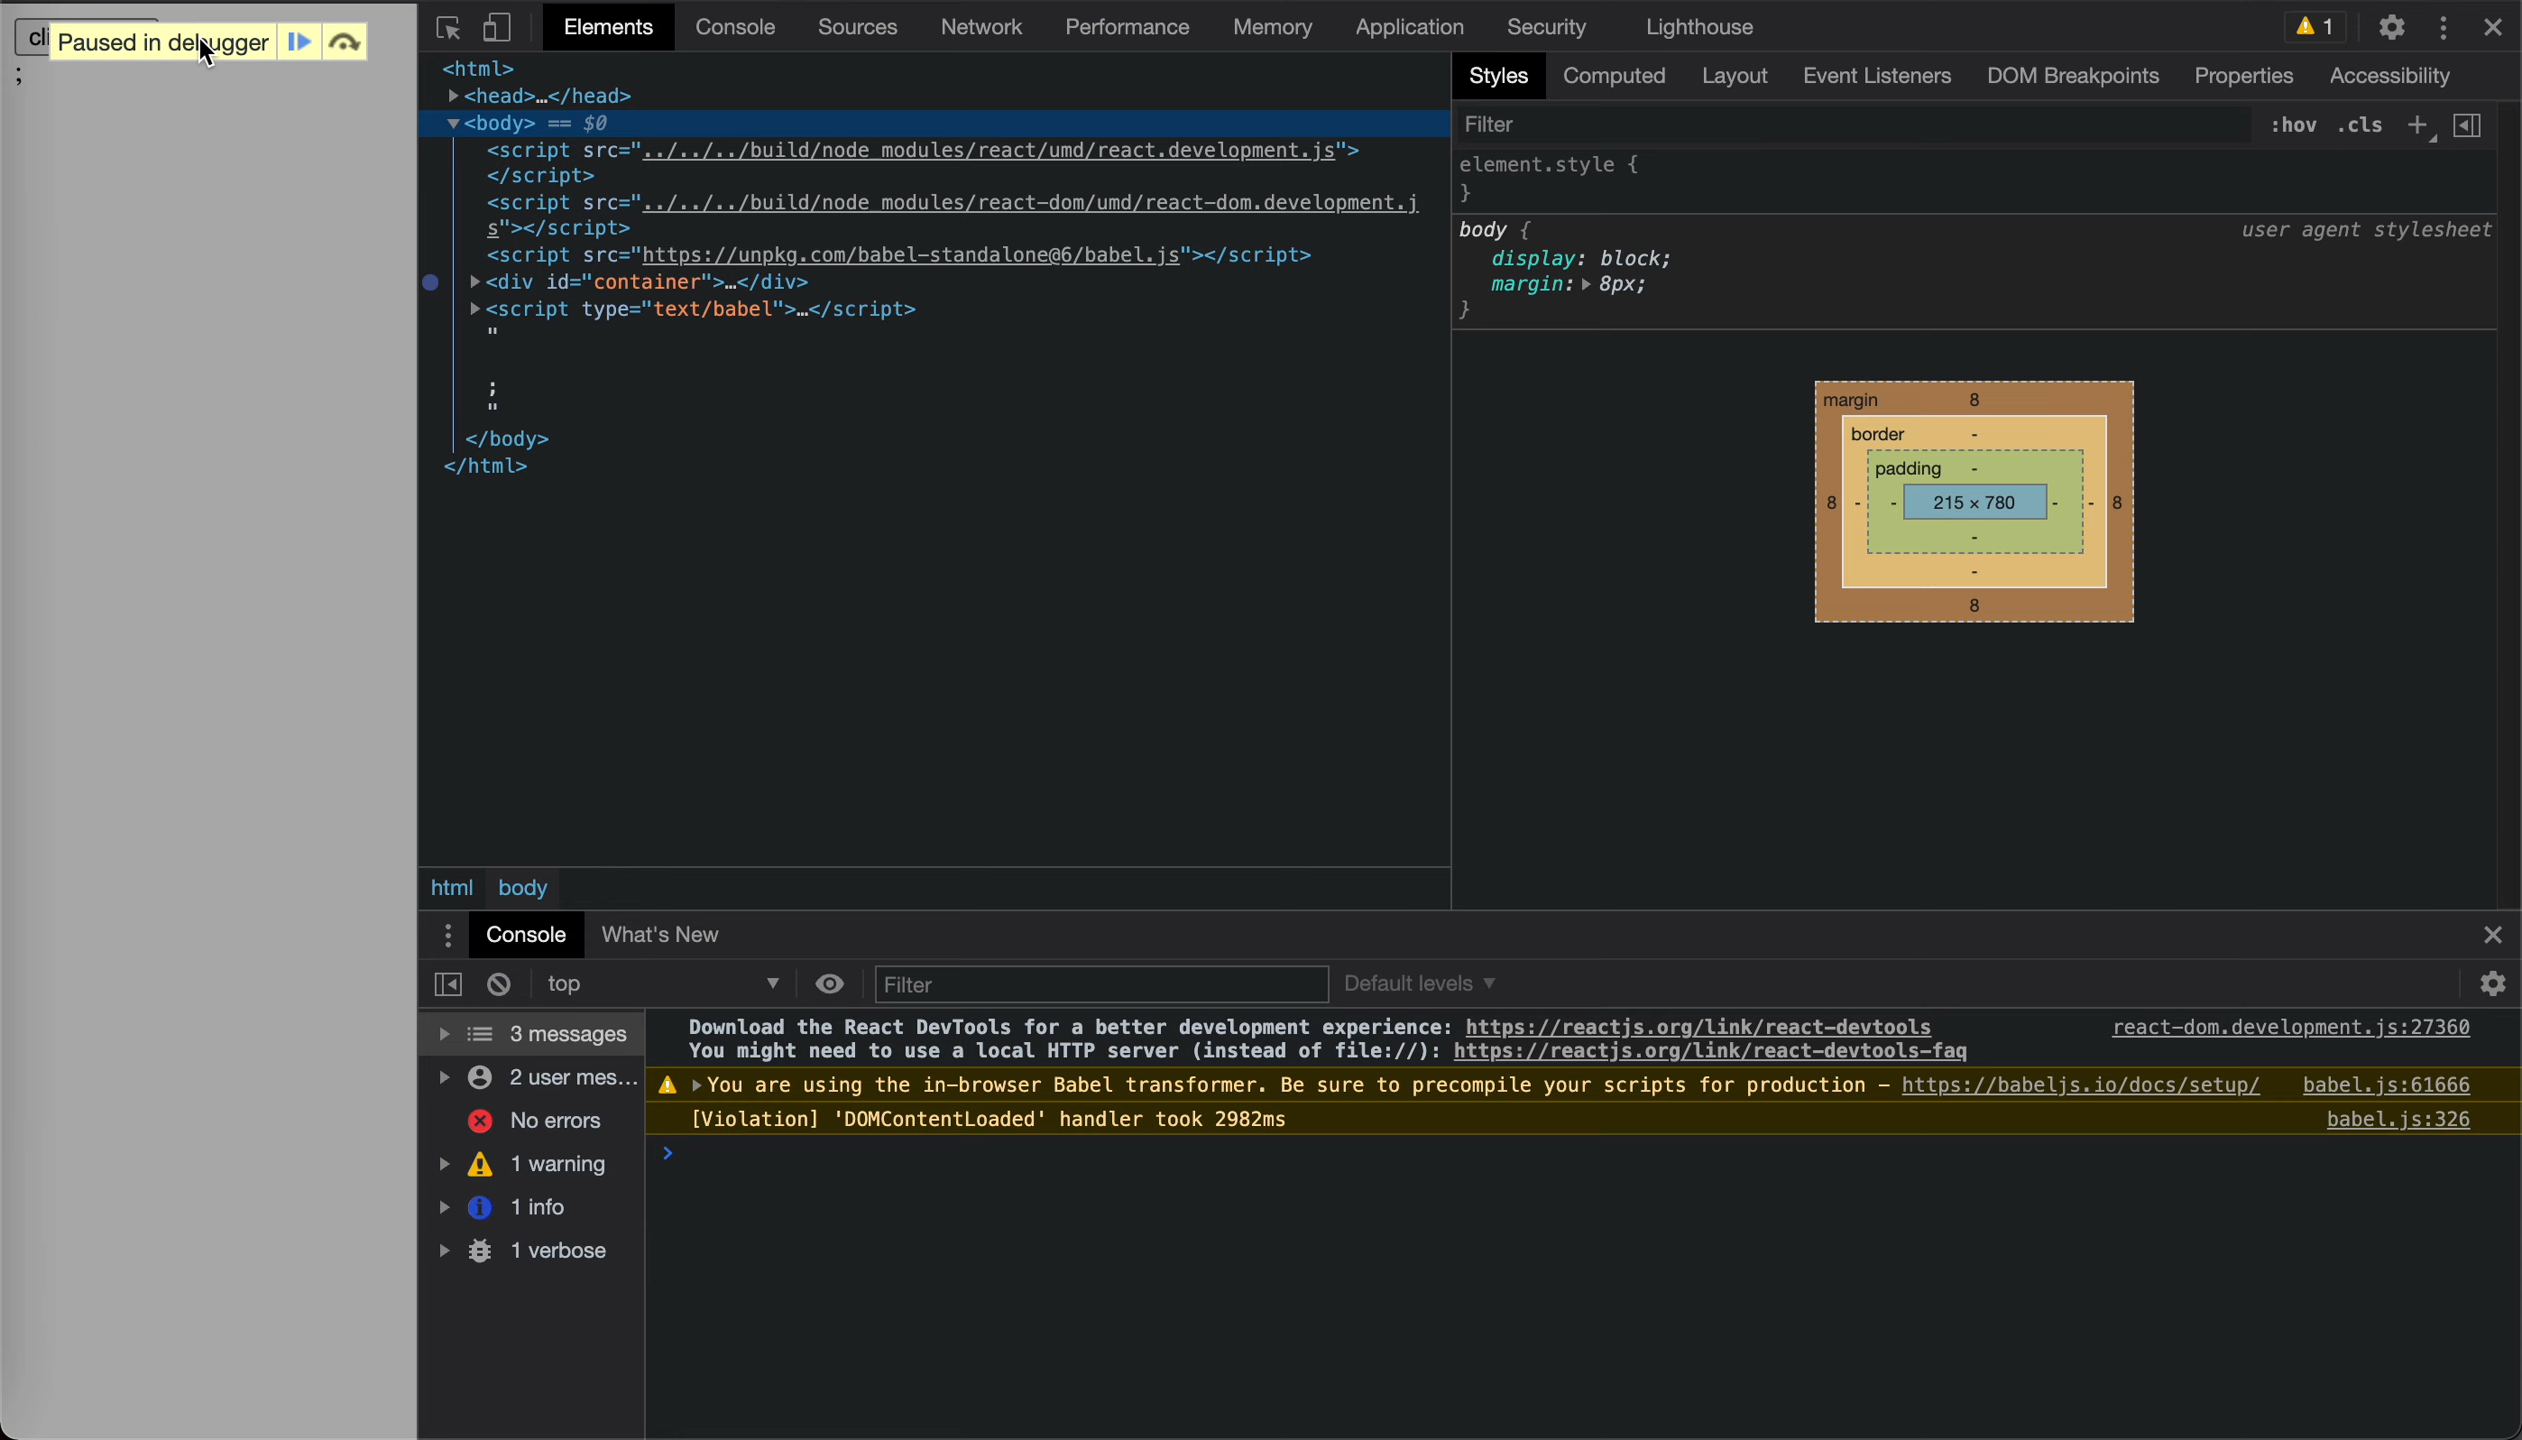 cli
Paused in debugger
;
Elements Console Sources Network Performance Memory Application Security Lighthouse 1
<html>
<head>…</head>
<body> == $0
<script src="../../../build/node_modules/react/umd/react.development.js">
</script>
<script src="../../../build/node_modules/react-dom/umd/react-dom.development.j
s"></script>
<script src="https://unpkg.com/babel-standalone@6/babel.js"></script>
<div id="container">…</div>
<script type="text/babel">…</script>
"
;
"
</body>
</html>
html body
Styles Computed Layout Event Listeners DOM Breakpoints Properties Accessibility
Filter :hov .cls +
element.style {
}
body { user agent stylesheet
display: block;
margin: 8px;
}
margin 8
border -
padding -
8 - - 215 × 780 - - 8
-
-
8
Console What's New
top Filter Default levels
3 messages
2 user mes…
No errors
1 warning
1 info
1 verbose
Download the React DevTools for a better development experience: https://reactjs.org/link/react-devtools react-dom.development.js:27360
You might need to use a local HTTP server (instead of file://): https://reactjs.org/link/react-devtools-faq
You are using the in-browser Babel transformer. Be sure to precompile your scripts for production – https://babeljs.io/docs/setup/ babel.js:61666
[Violation] 'DOMContentLoaded' handler took 2982ms babel.js:326